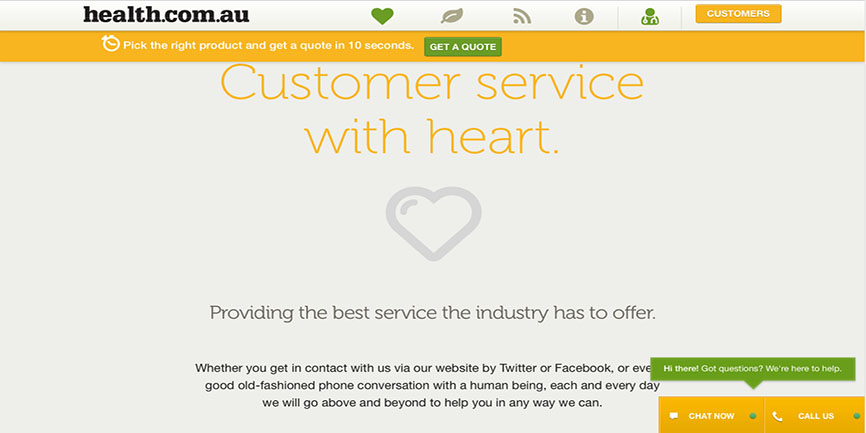 health.com.au
CUSTOMERS
Pick the right product and get a quote in 10 seconds.
GET A QUOTE
Customer service
with heart.
Providing the best service the industry has to offer.
Whether you get in contact with us via our website by Twitter or Facebook, or
good old-fashioned phone conversation with a human being, each and every day
we will go above and beyond to help you in any way we can.
Hi there! Got questions? We're here to help.
CHAT NOW
CALL US